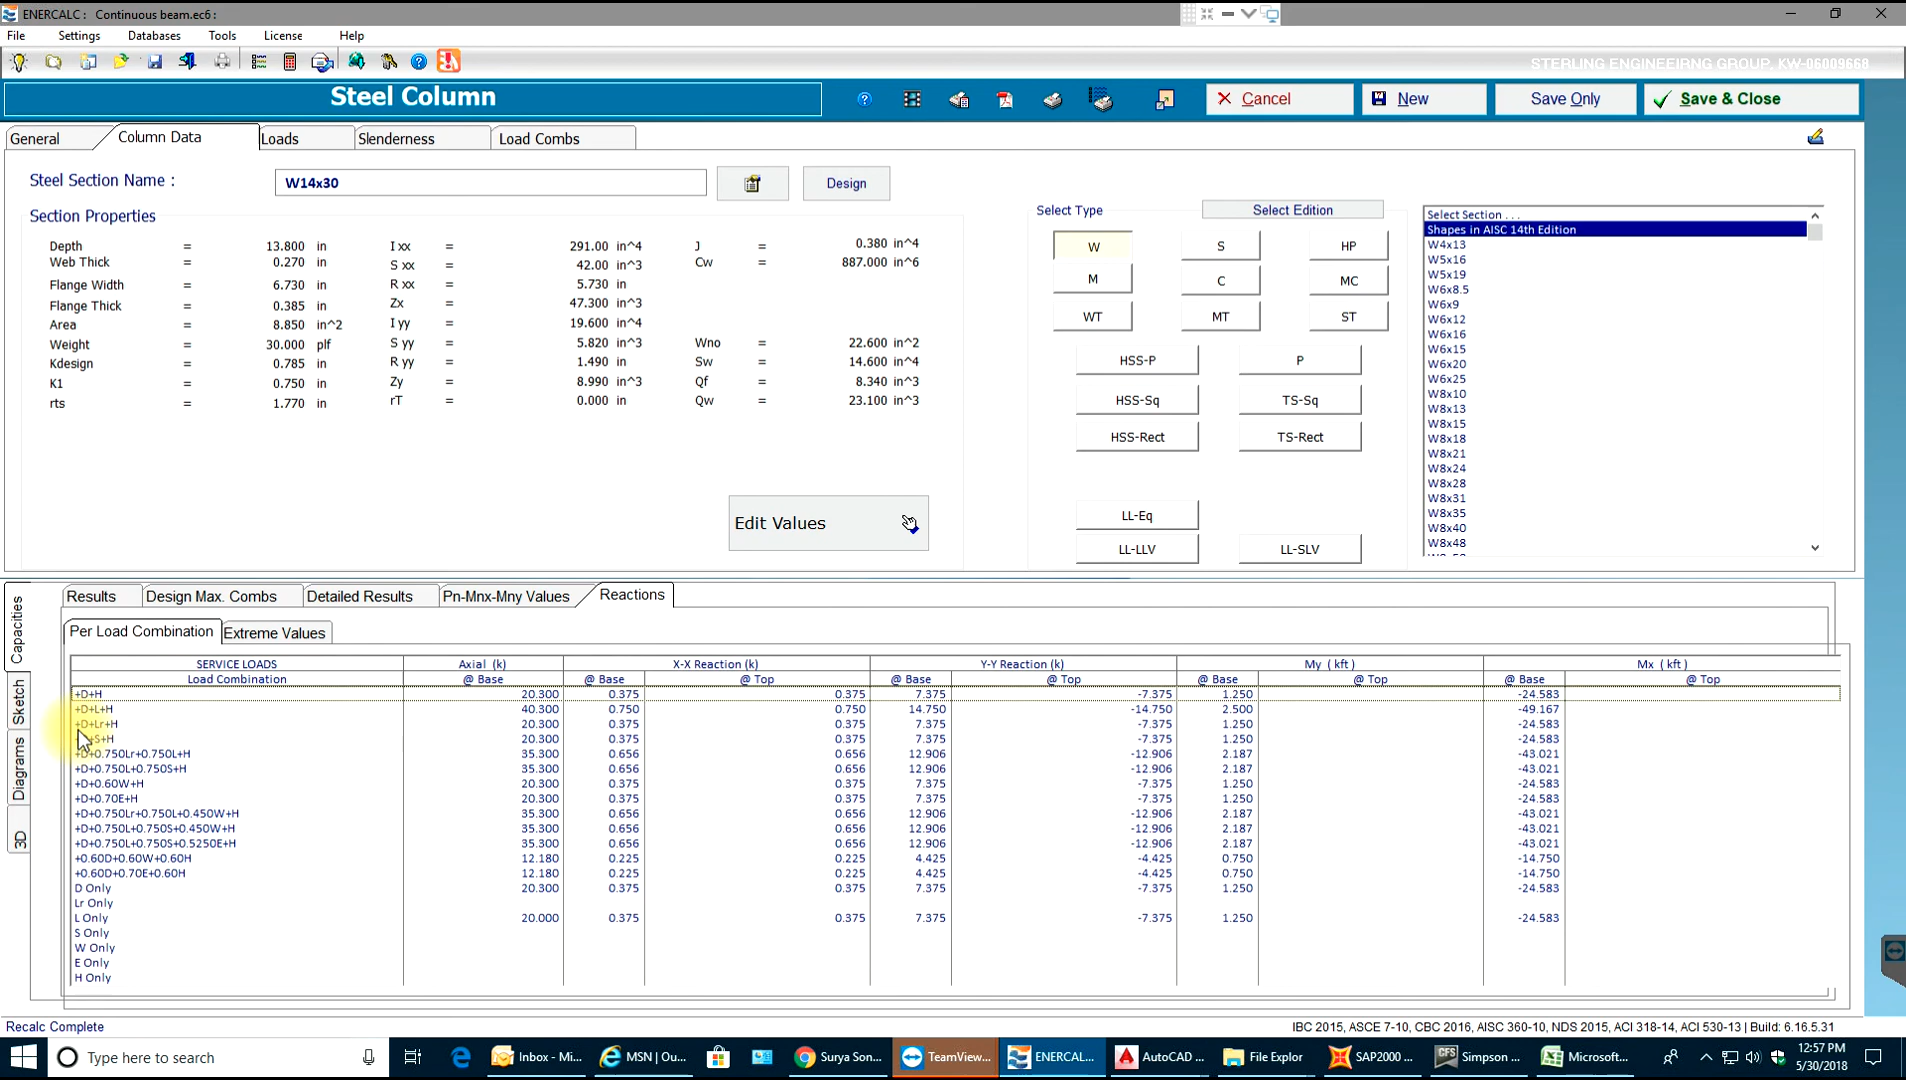 ENERCALC : Continuous beam.ec6 :
File Settings Databases Tools License Help
STERLING ENGINEEIRNG GROUP, KW-06009668
Steel Column
Cancel New Save Only Save & Close
General Column Data Loads Slenderness Load Combs
Steel Section Name : W14x30 Design
Section Properties
Depth = 13.800 in I xx = 291.00 in^4 J = 0.380 in^4
Web Thick = 0.270 in S xx = 42.00 in^3 Cw = 887.000 in^6
Flange Width = 6.730 in R xx = 5.730 in
Flange Thick = 0.385 in Zx = 47.300 in^3
Area = 8.850 in^2 I yy = 19.600 in^4
Weight = 30.000 plf S yy = 5.820 in^3 Wno = 22.600 in^2
Kdesign = 0.785 in R yy = 1.490 in Sw = 14.600 in^4
K1 = 0.750 in Zy = 8.990 in^3 Qf = 8.340 in^3
rts = 1.770 in rT = 0.000 in Qw = 23.100 in^3
Edit Values
Select Type Select Edition
W S HP
M C MC
WT MT ST
HSS-P P
HSS-Sq TS-Sq
HSS-Rect TS-Rect
LL-Eq
LL-LLV LL-SLV
Select Section . . .
Shapes in AISC 14th Edition
W4x13
W5x16
W5x19
W6x8.5
W6x9
W6x12
W6x16
W6x15
W6x20
W6x25
W8x10
W8x13
W8x15
W8x18
W8x21
W8x24
W8x28
W8x31
W8x35
W8x40
W8x48
Capacities
Sketch
Diagrams
3D
Results Design Max. Combs Detailed Results Pn-Mnx-Mny Values Reactions
Per Load Combination Extreme Values
SERVICE LOADS Axial (k) X-X Reaction (k) Y-Y Reaction (k) My ( kft ) Mx ( kft )
Load Combination @ Base @ Base @ Top @ Base @ Top @ Base @ Top @ Base @ Top
+D+H 20.300 0.375 0.375 7.375 -7.375 1.250 -24.583
+D+L+H 40.300 0.750 0.750 14.750 -14.750 2.500 -49.167
+D+Lr+H 20.300 0.375 0.375 7.375 -7.375 1.250 -24.583
+S+H 20.300 0.375 0.375 7.375 -7.375 1.250 -24.583
+D+0.750Lr+0.750L+H 35.300 0.656 0.656 12.906 -12.906 2.187 -43.021
+D+0.750L+0.750S+H 35.300 0.656 0.656 12.906 -12.906 2.187 -43.021
+D+0.60W+H 20.300 0.375 0.375 7.375 -7.375 1.250 -24.583
+D+0.70E+H 20.300 0.375 0.375 7.375 -7.375 1.250 -24.583
+D+0.750Lr+0.750L+0.450W+H 35.300 0.656 0.656 12.906 -12.906 2.187 -43.021
+D+0.750L+0.750S+0.450W+H 35.300 0.656 0.656 12.906 -12.906 2.187 -43.021
+D+0.750L+0.750S+0.5250E+H 35.300 0.656 0.656 12.906 -12.906 2.187 -43.021
+0.60D+0.60W+0.60H 12.180 0.225 0.225 4.425 -4.425 0.750 -14.750
+0.60D+0.70E+0.60H 12.180 0.225 0.225 4.425 -4.425 0.750 -14.750
D Only 20.300 0.375 0.375 7.375 -7.375 1.250 -24.583
Lr Only
L Only 20.000 0.375 0.375 7.375 -7.375 1.250 -24.583
S Only
W Only
E Only
H Only
Recalc Complete IBC 2015, ASCE 7-10, CBC 2016, AISC 360-10, NDS 2015, ACI 318-14, ACI 530-13 | Build: 6.16.5.31
Type here to search Inbox - Mi... MSN | Ou... Surya Son... TeamView... ENERCAL... AutoCAD ... File Explor SAP2000 ... Simpson ... Microsoft... 12:57 PM
5/30/2018